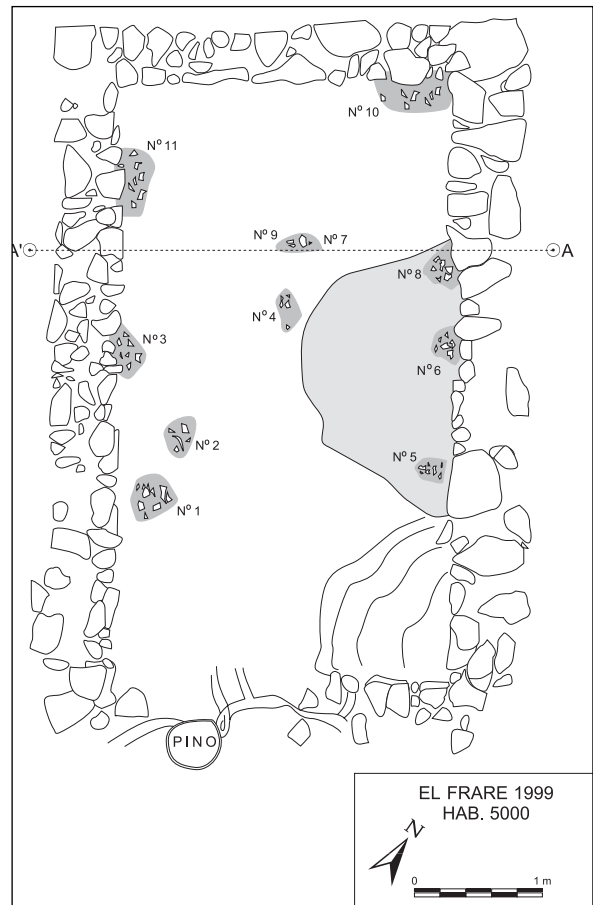 Nº 10
Nº 11
Nº 9
Nº 7
A'
A
Nº 8
Nº 4
Nº 3
Nº 6
Nº 2
Nº 5
Nº 1
PINO
EL FRARE 1999
HAB. 5000
N
0 1 m